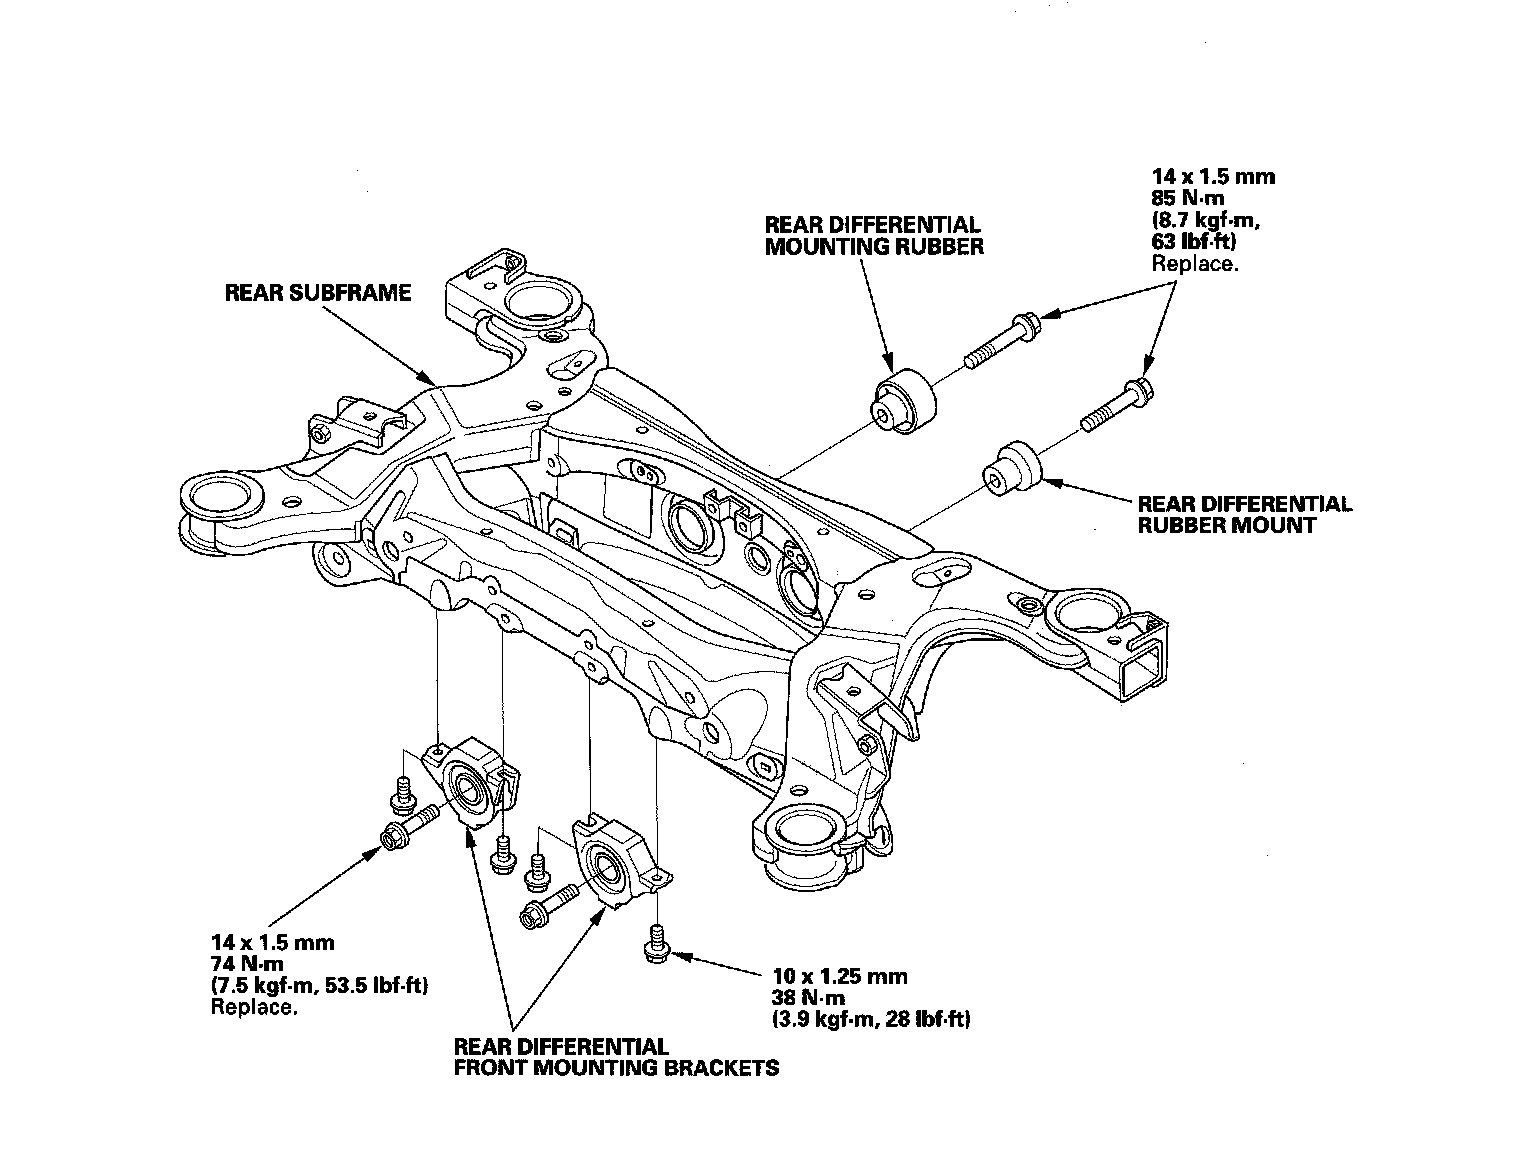 14 x 1.5 mm
85 N·m
(8.7 kgf·m,
63 lbf·ft)
Replace.
REAR DIFFERENTIAL
MOUNTING RUBBER
REAR SUBFRAME
REAR DIFFERENTIAL
RUBBER MOUNT
14 x 1.5 mm
74 N·m
(7.5 kgf·m, 53.5 lbf·ft)
Replace.
10 x 1.25 mm
38 N·m
(3.9 kgf·m, 28 lbf·ft)
REAR DIFFERENTIAL
FRONT MOUNTING BRACKETS